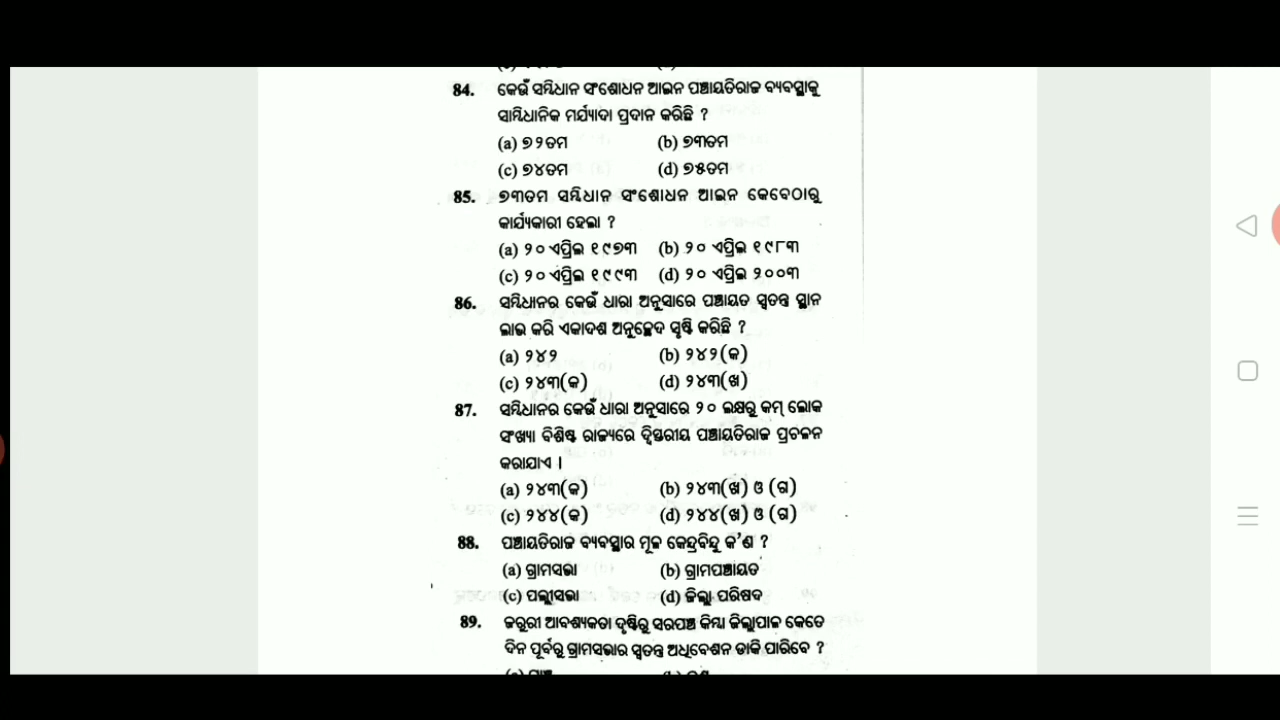 84. କେଉଁ ସମ୍ବିଧାନ ସଂଶୋଧନ ଆଇନ ପଞ୍ଚାୟତିରାଜ ବ୍ୟବସ୍ଥାକୁ
ସାମ୍ବିଧାନିକ ମର୍ଯ୍ୟାଦା ପ୍ରଦାନ କରିଛି ?
(a) ୭୨ତମ (b) ୭୩ତମ
(c) ୭୪ତମ (d) ୭୫ତମ
85. ୭୩ତମ ସମ୍ବିଧାନ ସଂଶୋଧନ ଆଇନ କେବେଠାରୁ
କାର୍ଯ୍ୟକାରୀ ହେଲା ?
(a) ୨୦ ଏପ୍ରିଲ ୧୯୭୩ (b) ୨୦ ଏପ୍ରିଲ ୧୯୮୩
(c) ୨୦ ଏପ୍ରିଲ ୧୯୯୩ (d) ୨୦ ଏପ୍ରିଲ ୨୦୦୩
86. ସମ୍ବିଧାନର କେଉଁ ଧାରା ଅନୁସାରେ ପଞ୍ଚାୟତ ସ୍ୱତନ୍ତ୍ର ସ୍ଥାନ
ଲାଭ କରି ଏକାଦଶ ଅନୁଚ୍ଛେଦ ସୃଷ୍ଟି କରିଛି ?
(a) ୨୪୨ (b) ୨୪୨(କ)
(c) ୨୪୩(କ) (d) ୨୪୩(ଖ)
87. ସମ୍ବିଧାନର କେଉଁ ଧାରା ଅନୁସାରେ ୨୦ ଲକ୍ଷରୁ କମ୍ ଲୋକ
ସଂଖ୍ୟା ବିଶିଷ୍ଟ ରାଜ୍ୟରେ ଦ୍ୱିସ୍ତରୀୟ ପଞ୍ଚାୟତିରାଜ ପ୍ରଚଳନ
କରାଯାଏ ।
(a) ୨୪୩(କ) (b) ୨୪୩(ଖ) ଓ (ଗ)
(c) ୨୪୪(କ) (d) ୨୪୪(ଖ) ଓ (ଗ)
88. ପଞ୍ଚାୟତିରାଜ ବ୍ୟବସ୍ଥାର ମୂଳ କେନ୍ଦ୍ରବିନ୍ଦୁ କ'ଣ ?
(a) ଗ୍ରାମସଭା (b) ଗ୍ରାମପଞ୍ଚାୟତ
(c) ପଲ୍ଲୀସଭା (d) ଜିଲ୍ଲା ପରିଷଦ
89. ଜରୁରୀ ଆବଶ୍ୟକତା ଦୃଷ୍ଟିରୁ ସରପଞ୍ଚ କିମ୍ବା ଜିଲ୍ଲାପାଳ କେତେ
ଦିନ ପୂର୍ବରୁ ଗ୍ରାମସଭାର ସ୍ୱତନ୍ତ୍ର ଅଧିବେଶନ ଡାକି ପାରିବେ ?